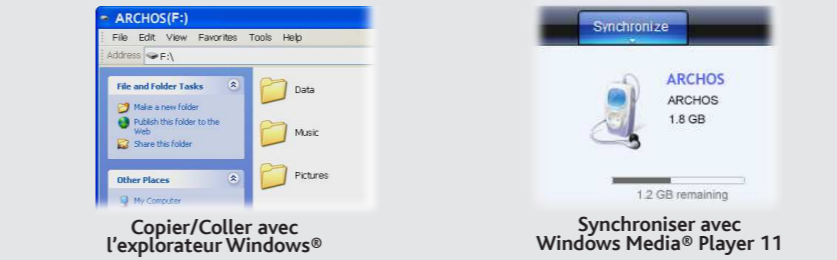 ARCHOS(F:)
File Edit View Favorites Tools Help
Address F:\
File and Folder Tasks
Make a new folder
Publish this folder to the
Web
Share this folder
Other Places
My Computer
Data
Music
Pictures
Copier/Coller avec
l'explorateur Windows®
Synchronize
ARCHOS
ARCHOS
1.8 GB
1.2 GB remaining
Synchroniser avec
Windows Media® Player 11